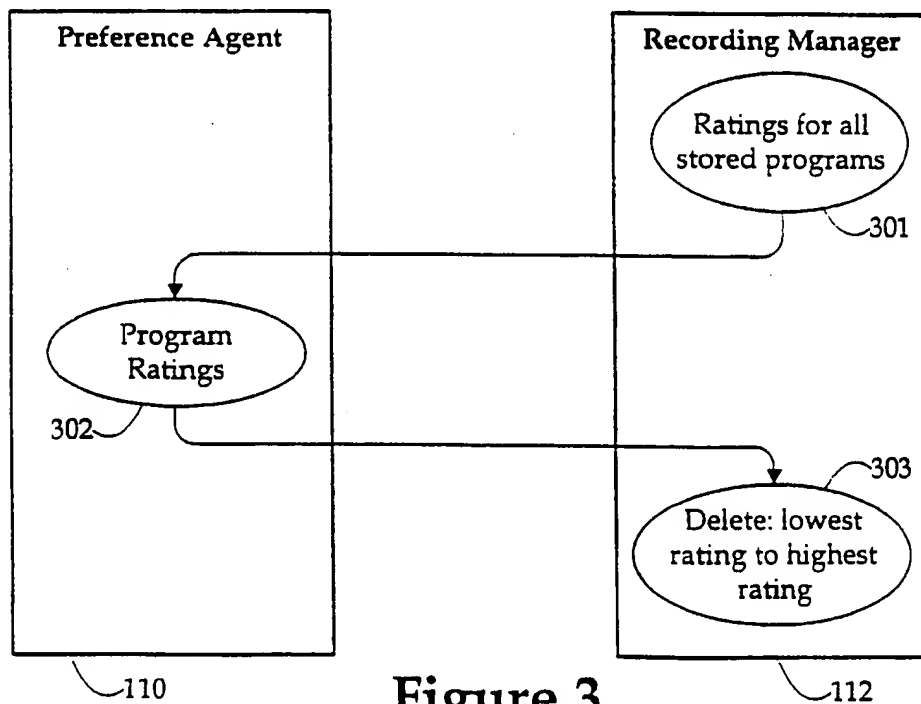 Preference Agent
Recording Manager
Ratings for all
stored programs
301
Program
Ratings
302
303
Delete: lowest
rating to highest
rating
110
Figure 3
112